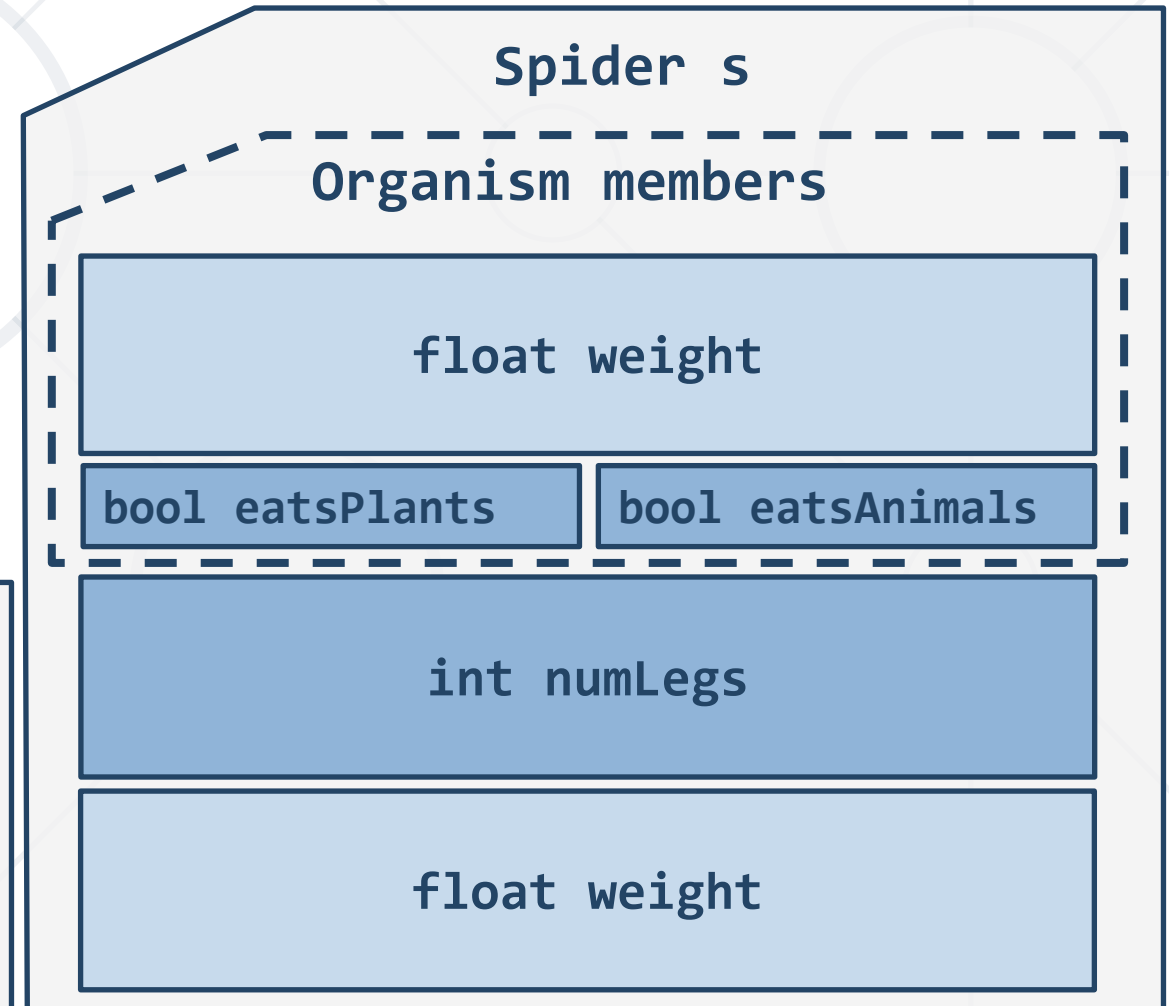 Spider s
Organism members
float weight
bool eatsPlants
bool eatsAnimals
int numLegs
float weight